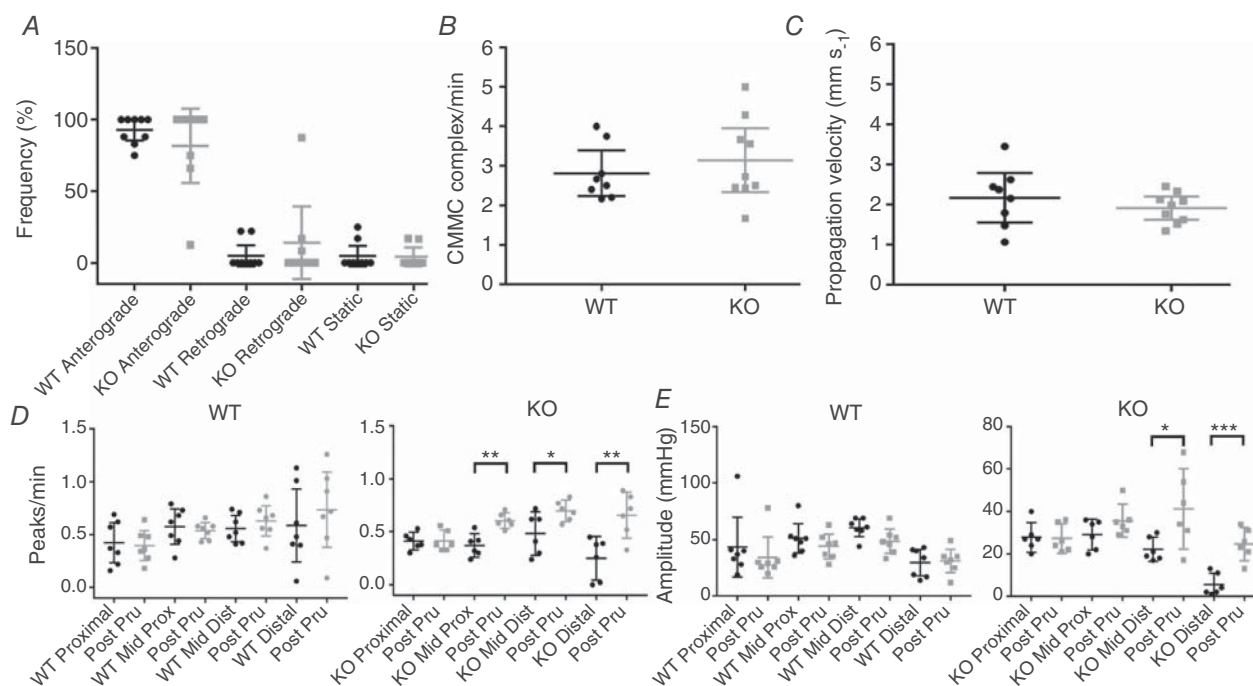 A
Frequency (%)
150
100
50
0
WT Anterograde
KO Anterograde
WT Retrograde
KO Retrograde
WT Static
KO Static
B
CMMC complex/min
6
5
4
3
2
1
0
WT
KO
C
Propagation velocity (mm s-1)
6
5
4
3
2
1
0
WT
KO
D
WT
Peaks/min
1.5
1.0
0.5
0.0
WT Proximal
Post Pru
WT Mid Prox
Post Pru
WT Mid Dist
Post Pru
WT Distal
Post Pru
KO
1.5
1.0
0.5
0.0
**
*
**
KO Proximal
Post Pru
KO Mid Prox
Post Pru
KO Mid Dist
Post Pru
KO Distal
Post Pru
E
WT
Amplitude (mmHg)
150
100
50
0
WT Proximal
Post Pru
WT Mid Prox
Post Pru
WT Mid Dist
Post Pru
WT Distal
Post Pru
KO
80
60
40
20
0
*
***
KO Proximal
Post Pru
KO Mid Prox
Post Pru
KO Mid Dist
Post Pru
KO Distal
Post Pru